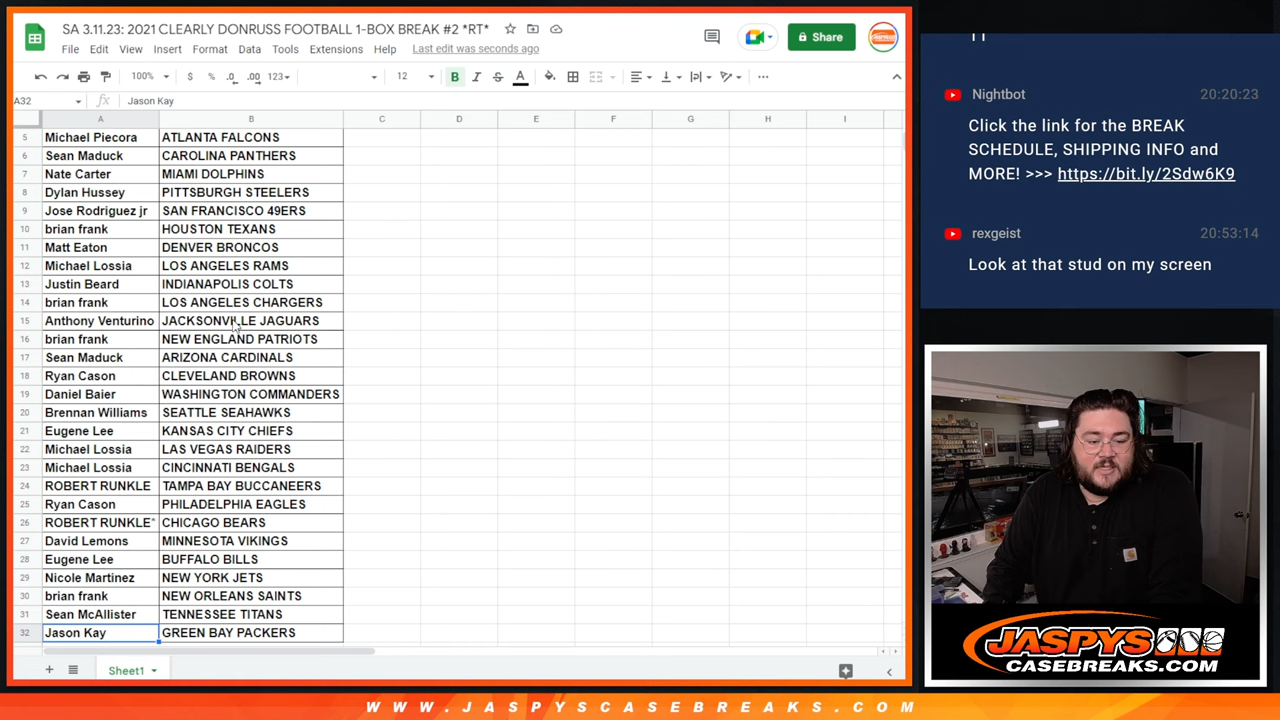 SA 3.11.23: 2021 CLEARLY DONRUSS FOOTBALL 1-BOX BREAK #2 *RT*
File Edit View Insert Format Data Tools Extensions Help Last edit was seconds ago
Share
100% $ % .0 .00 123 12 B I S A
A32 fx Jason Kay
A B C D E F G H I
5 Michael Piecora ATLANTA FALCONS
6 Sean Maduck CAROLINA PANTHERS
7 Nate Carter MIAMI DOLPHINS
8 Dylan Hussey PITTSBURGH STEELERS
9 Jose Rodriguez jr SAN FRANCISCO 49ERS
10 brian frank HOUSTON TEXANS
11 Matt Eaton DENVER BRONCOS
12 Michael Lossia LOS ANGELES RAMS
13 Justin Beard INDIANAPOLIS COLTS
14 brian frank LOS ANGELES CHARGERS
15 Anthony Venturino JACKSONVILLE JAGUARS
16 brian frank NEW ENGLAND PATRIOTS
17 Sean Maduck ARIZONA CARDINALS
18 Ryan Cason CLEVELAND BROWNS
19 Daniel Baier WASHINGTON COMMANDERS
20 Brennan Williams SEATTLE SEAHAWKS
21 Eugene Lee KANSAS CITY CHIEFS
22 Michael Lossia LAS VEGAS RAIDERS
23 Michael Lossia CINCINNATI BENGALS
24 ROBERT RUNKLE TAMPA BAY BUCCANEERS
25 Ryan Cason PHILADELPHIA EAGLES
26 ROBERT RUNKLE* CHICAGO BEARS
27 David Lemons MINNESOTA VIKINGS
28 Eugene Lee BUFFALO BILLS
29 Nicole Martinez NEW YORK JETS
30 brian frank NEW ORLEANS SAINTS
31 Sean McAllister TENNESSEE TITANS
32 Jason Kay GREEN BAY PACKERS
Sheet1
Nightbot 20:20:23
Click the link for the BREAK
SCHEDULE, SHIPPING INFO and
MORE! >>> https://bit.ly/2Sdw6K9
rexgeist 20:53:14
Look at that stud on my screen
JASPYS
CASEBREAKS.COM
WWW.JASPYSCASEBREAKS.COM